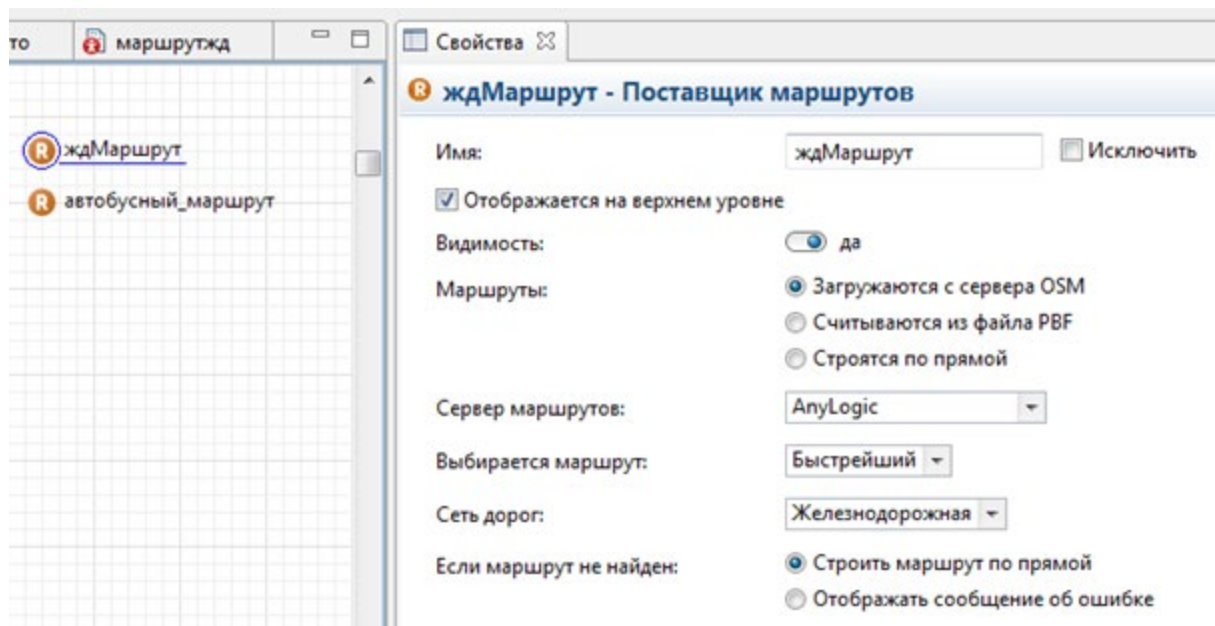 то
маршрутжд
Свойства
R ждМаршрут - Поставщик маршрутов
R ждМаршрут
R автобусный_маршрут
Имя: ждМаршрут Исключить
Отображается на верхнем уровне
Видимость: да
Маршруты: Загружаются с сервера OSM
Считываются из файла PBF
Строятся по прямой
Сервер маршрутов: AnyLogic
Выбирается маршрут: Быстрейший
Сеть дорог: Железнодорожная
Если маршрут не найден: Строить маршрут по прямой
Отображать сообщение об ошибке